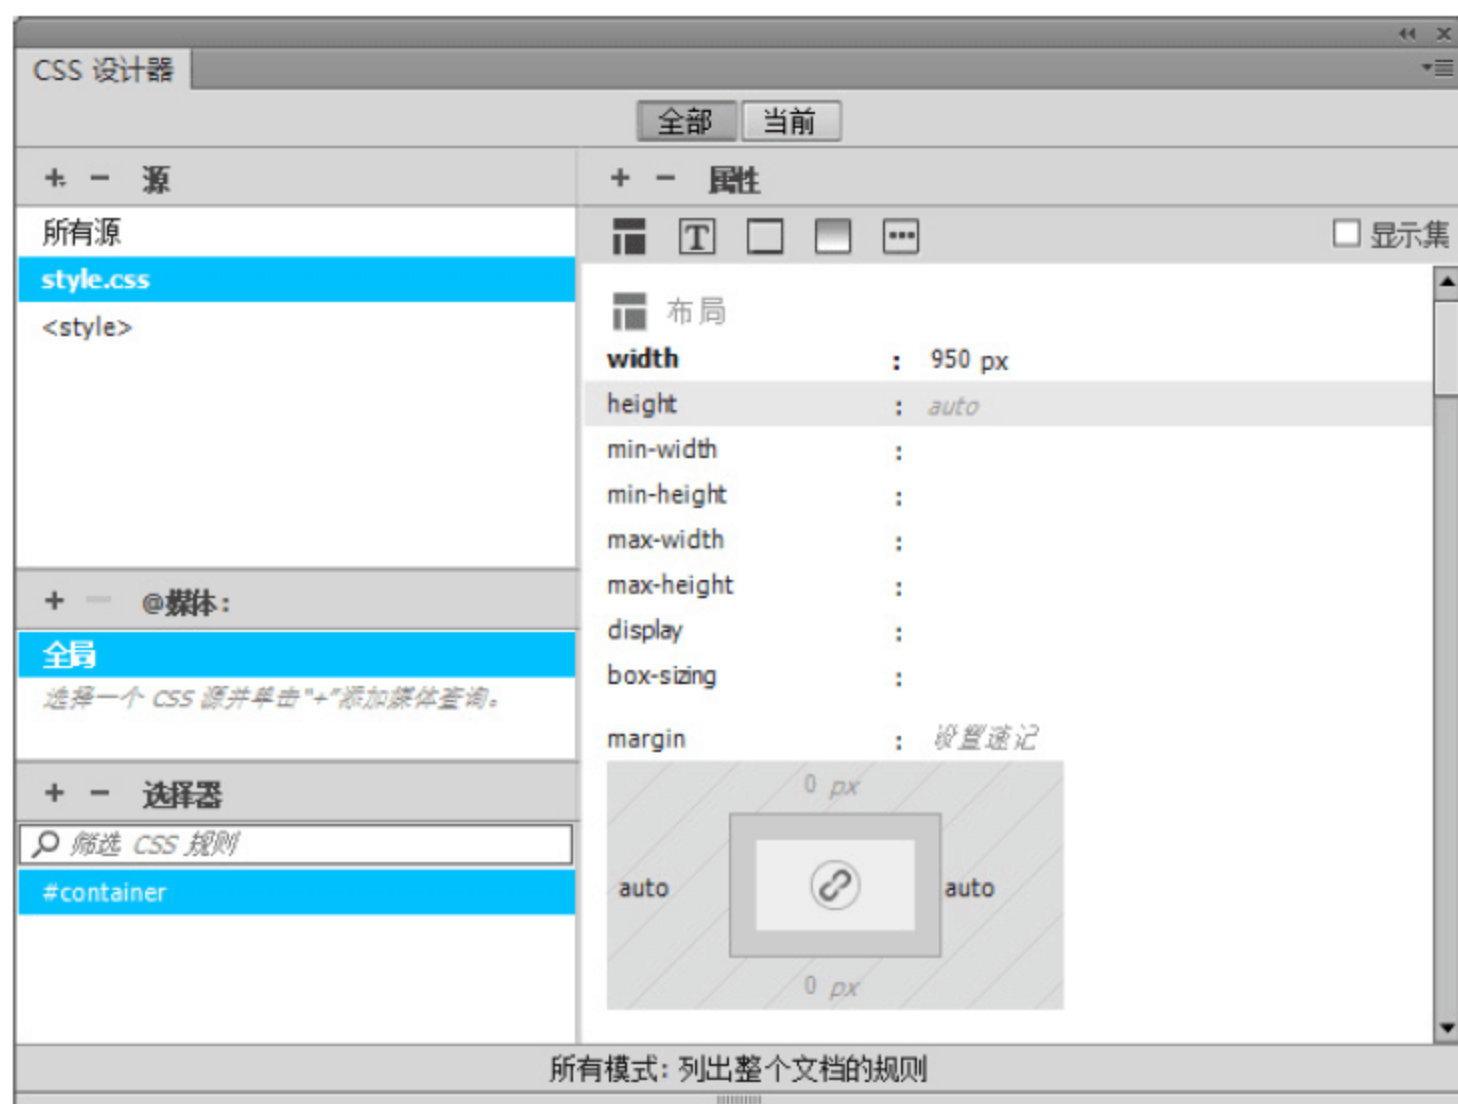 CSS 设计器
全部 当前
源
所有源
style.css
<style>
@媒体:
全局
选择一个 CSS 源并单击"+"添加媒体查询。
选择器
筛选 CSS 规则
#container
属性
显示集
布局
width : 950 px
height : auto
min-width :
min-height :
max-width :
max-height :
display :
box-sizing :
margin : 设置速记
0 px
auto auto
0 px
所有模式: 列出整个文档的规则